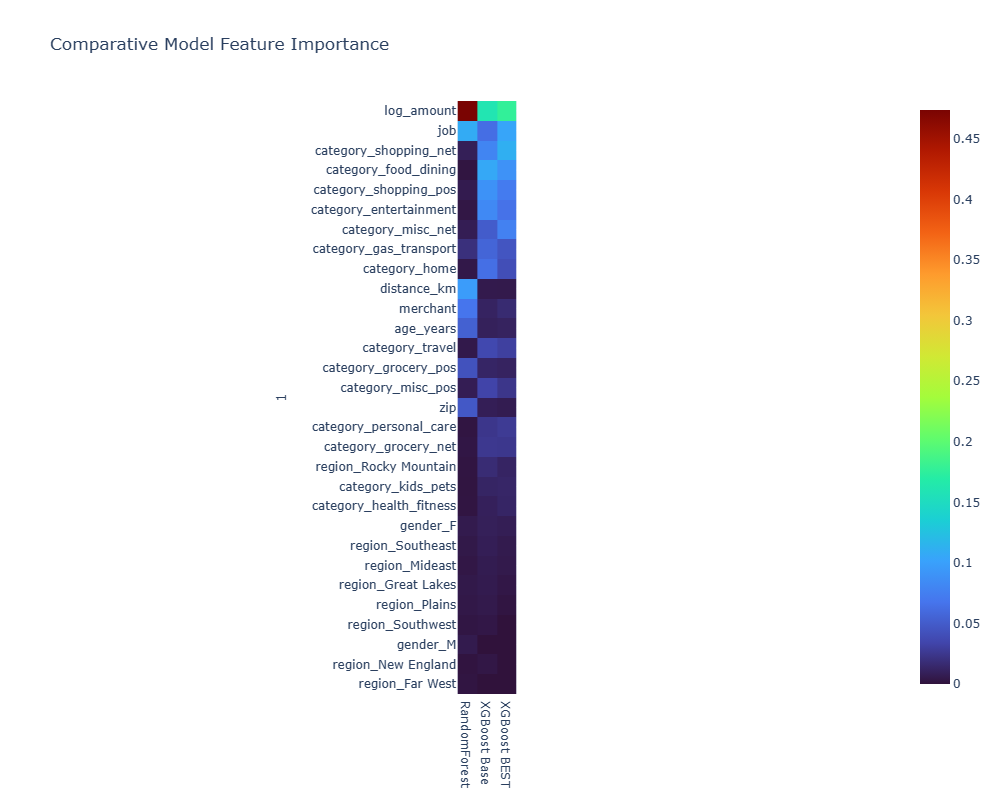 Comparative Model Feature Importance
log_amount
job
category_shopping_net
category_food_dining
category_shopping_pos
category_entertainment
category_misc_net
category_gas_transport
category_home
distance_km
merchant
age_years
category_travel
category_grocery_pos
category_misc_pos
zip
category_personal_care
category_grocery_net
region_Rocky Mountain
category_kids_pets
category_health_fitness
gender_F
region_Southeast
region_Mideast
region_Great Lakes
region_Plains
region_Southwest
gender_M
region_New England
region_Far West
1
RandomForest
XGBoost Base
XGBoost BEST
0.45
0.4
0.35
0.3
0.25
0.2
0.15
0.1
0.05
0